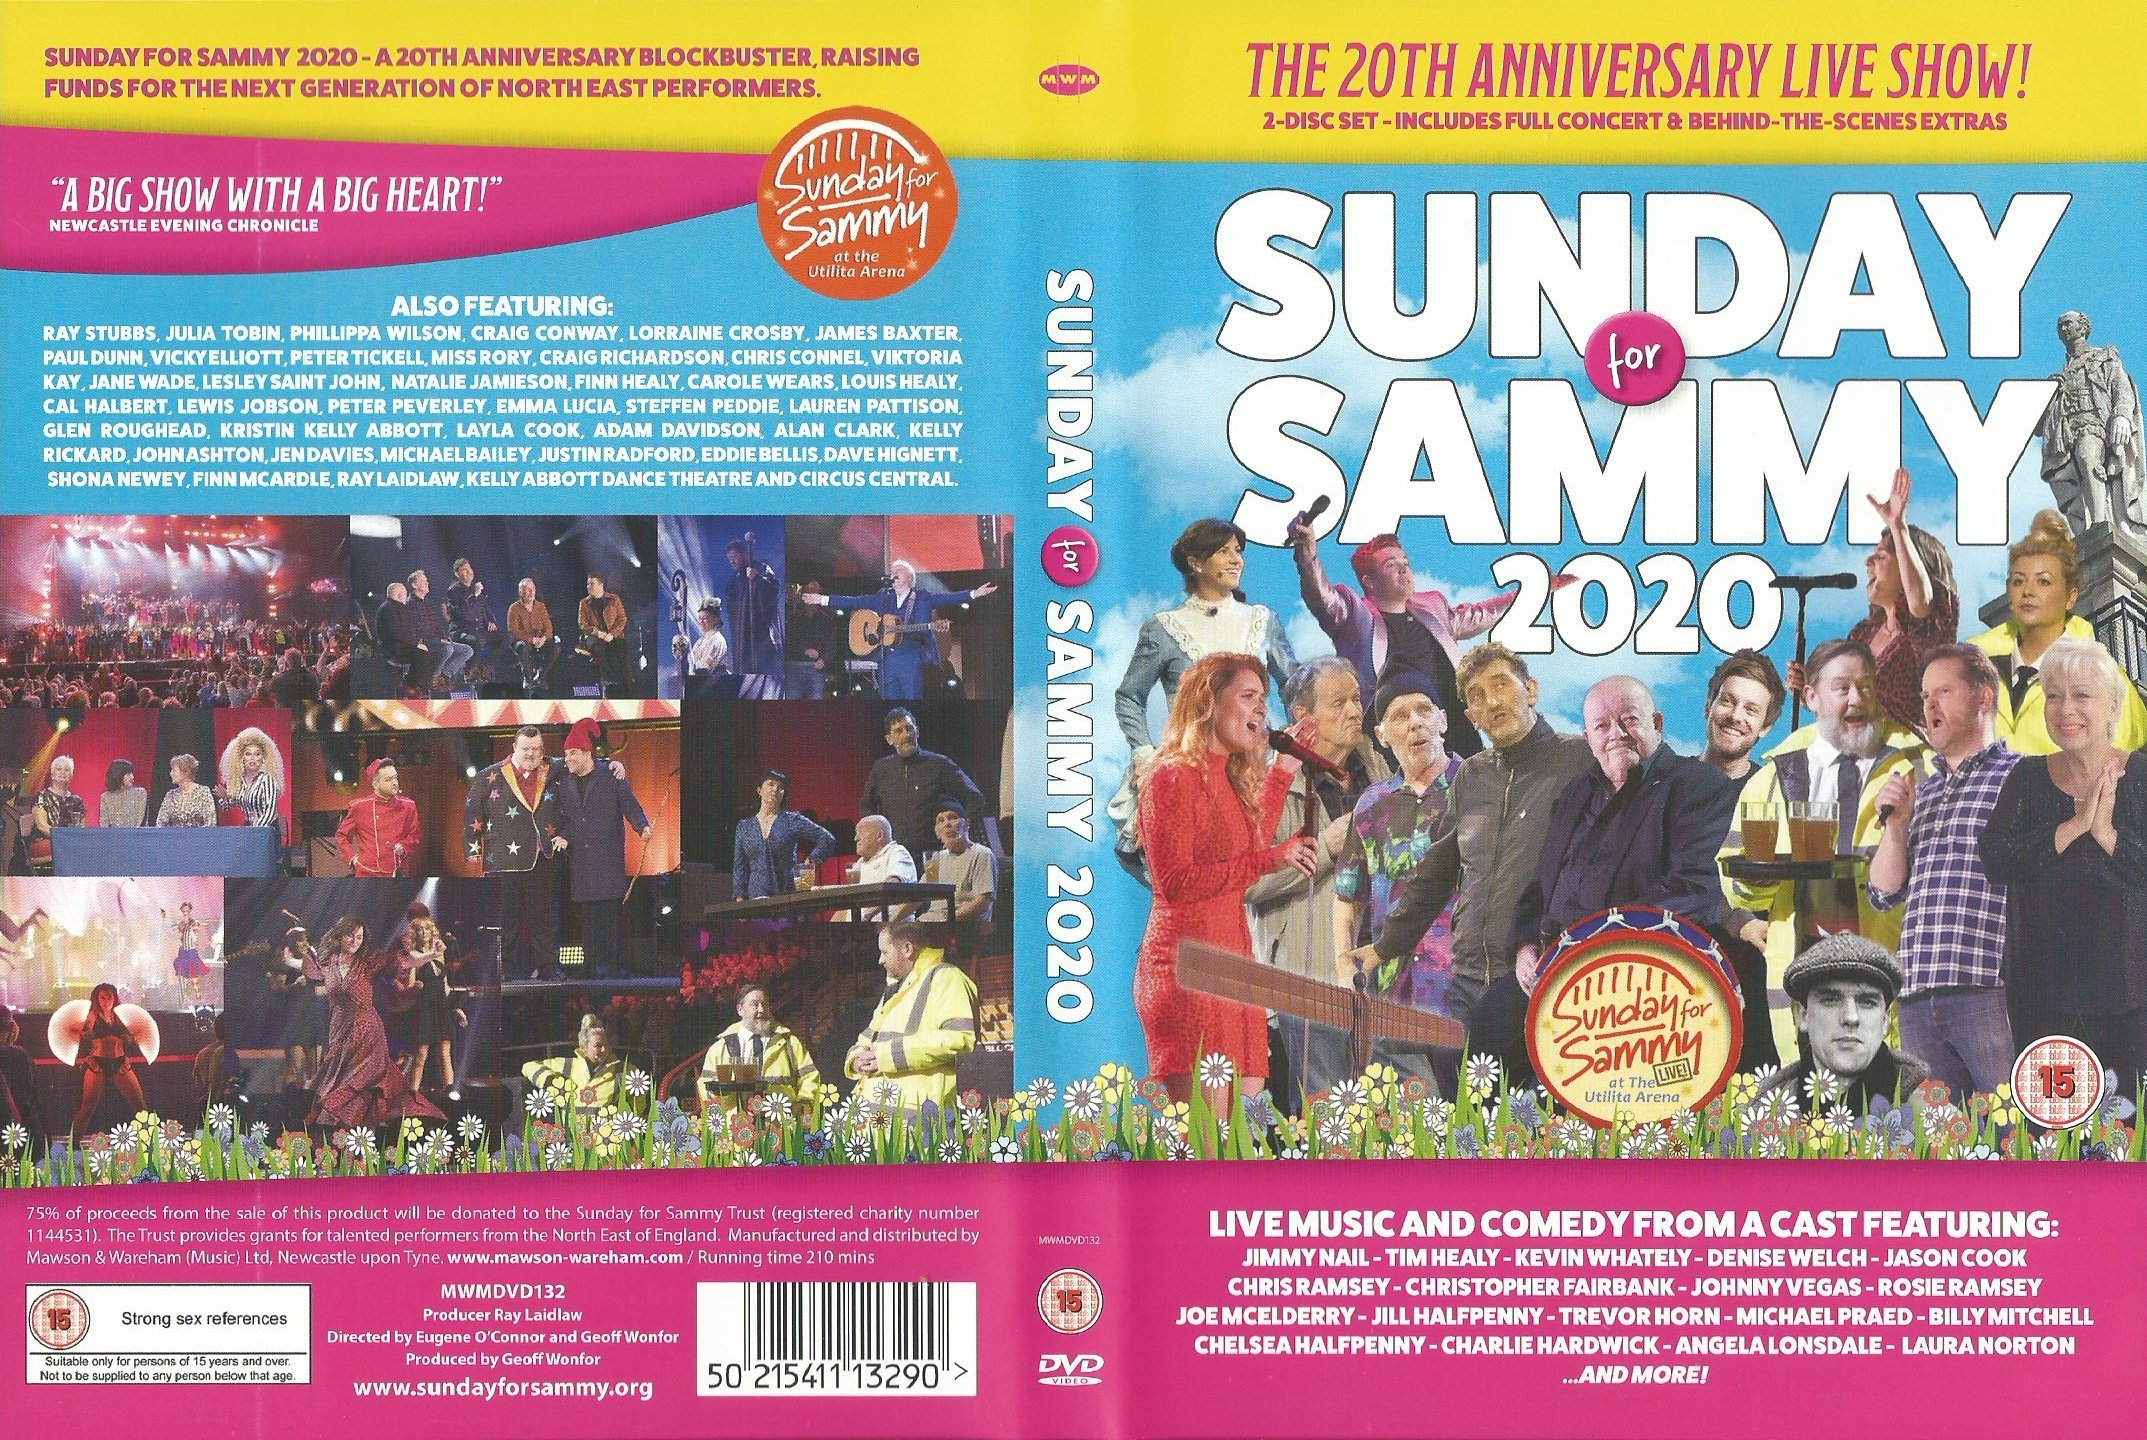 SUNDAY FOR SAMMY 2020 - A 20TH ANNIVERSARY BLOCKBUSTER, RAISING
FUNDS FOR THE NEXT GENERATION OF NORTH EAST PERFORMERS.
“A BIG SHOW WITH A BIG HEART!”
NEWCASTLE EVENING CHRONICLE
Sunday for
Sammy
at the
Utilita Arena
ALSO FEATURING:
RAY STUBBS, JULIA TOBIN, PHILLIPPA WILSON, CRAIG CONWAY, LORRAINE CROSBY, JAMES BAXTER,
PAUL DUNN, VICKY ELLIOTT, PETER TICKELL, MISS RORY, CRAIG RICHARDSON, CHRIS CONNEL, VIKTORIA
KAY, JANE WADE, LESLEY SAINT JOHN, NATALIE JAMIESON, FINN HEALY, CAROLE WEARS, LOUIS HEALY,
CAL HALBERT, LEWIS JOBSON, PETER PEVERLEY, EMMA LUCIA, STEFFEN PEDDIE, LAUREN PATTISON,
GLEN ROUGHEAD, KRISTIN KELLY ABBOTT, LAYLA COOK, ADAM DAVIDSON, ALAN CLARK, KELLY
RICKARD, JOHN ASHTON, JEN DAVIES, MICHAEL BAILEY, JUSTIN RADFORD, EDDIE BELLIS, DAVE HIGNETT,
SHONA NEWEY, FINN MCARDLE, RAY LAIDLAW, KELLY ABBOTT DANCE THEATRE AND CIRCUS CENTRAL.
75% of proceeds from the sale of this product will be donated to the Sunday for Sammy Trust (registered charity number
1144531). The Trust provides grants for talented performers from the North East of England. Manufactured and distributed by
Mawson & Wareham (Music) Ltd, Newcastle upon Tyne. www.mawson-wareham.com / Running time 210 mins
15
Strong sex references
Suitable only for persons of 15 years and over.
Not to be supplied to any person below that age.
MWMDVD132
Producer Ray Laidlaw
Directed by Eugene O'Connor and Geoff Wonfor
Produced by Geoff Wonfor
www.sundayforsammy.org
50 215411 13290 >
MWM
SUNDAY for SAMMY 2020
MWMDVD132
15
DVD
VIDEO
THE 20TH ANNIVERSARY LIVE SHOW!
2-DISC SET - INCLUDES FULL CONCERT & BEHIND-THE-SCENES EXTRAS
SUNDAY
for
SAMMY
2020
Sunday for
Sammy
LIVE!
at The
Utilita Arena
15
LIVE MUSIC AND COMEDY FROM A CAST FEATURING:
JIMMY NAIL - TIM HEALY - KEVIN WHATELY - DENISE WELCH - JASON COOK
CHRIS RAMSEY - CHRISTOPHER FAIRBANK - JOHNNY VEGAS - ROSIE RAMSEY
JOE MCELDERRY - JILL HALFPENNY - TREVOR HORN - MICHAEL PRAED - BILLY MITCHELL
CHELSEA HALFPENNY - CHARLIE HARDWICK - ANGELA LONSDALE - LAURA NORTON
...AND MORE!